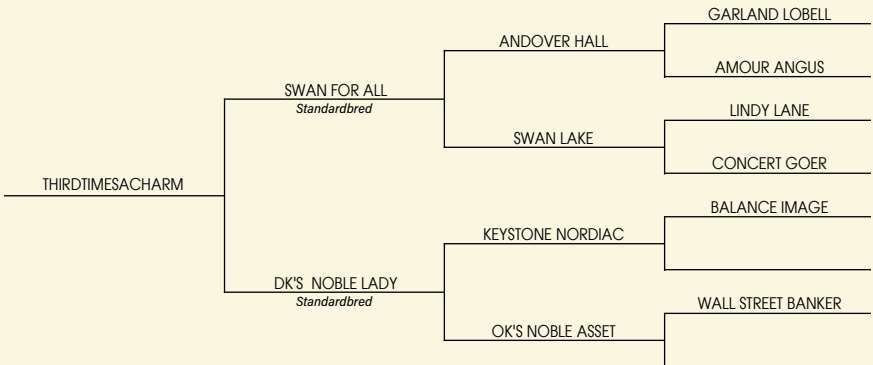 GARLAND LOBELL
ANDOVER HALL
AMOUR ANGUS
SWAN FOR ALL
Standardbred
LINDY LANE
SWAN LAKE
CONCERT GOER
THIRDTIMESACHARM
BALANCE IMAGE
KEYSTONE NORDIAC
DK'S NOBLE LADY
Standardbred
WALL STREET BANKER
OK'S NOBLE ASSET